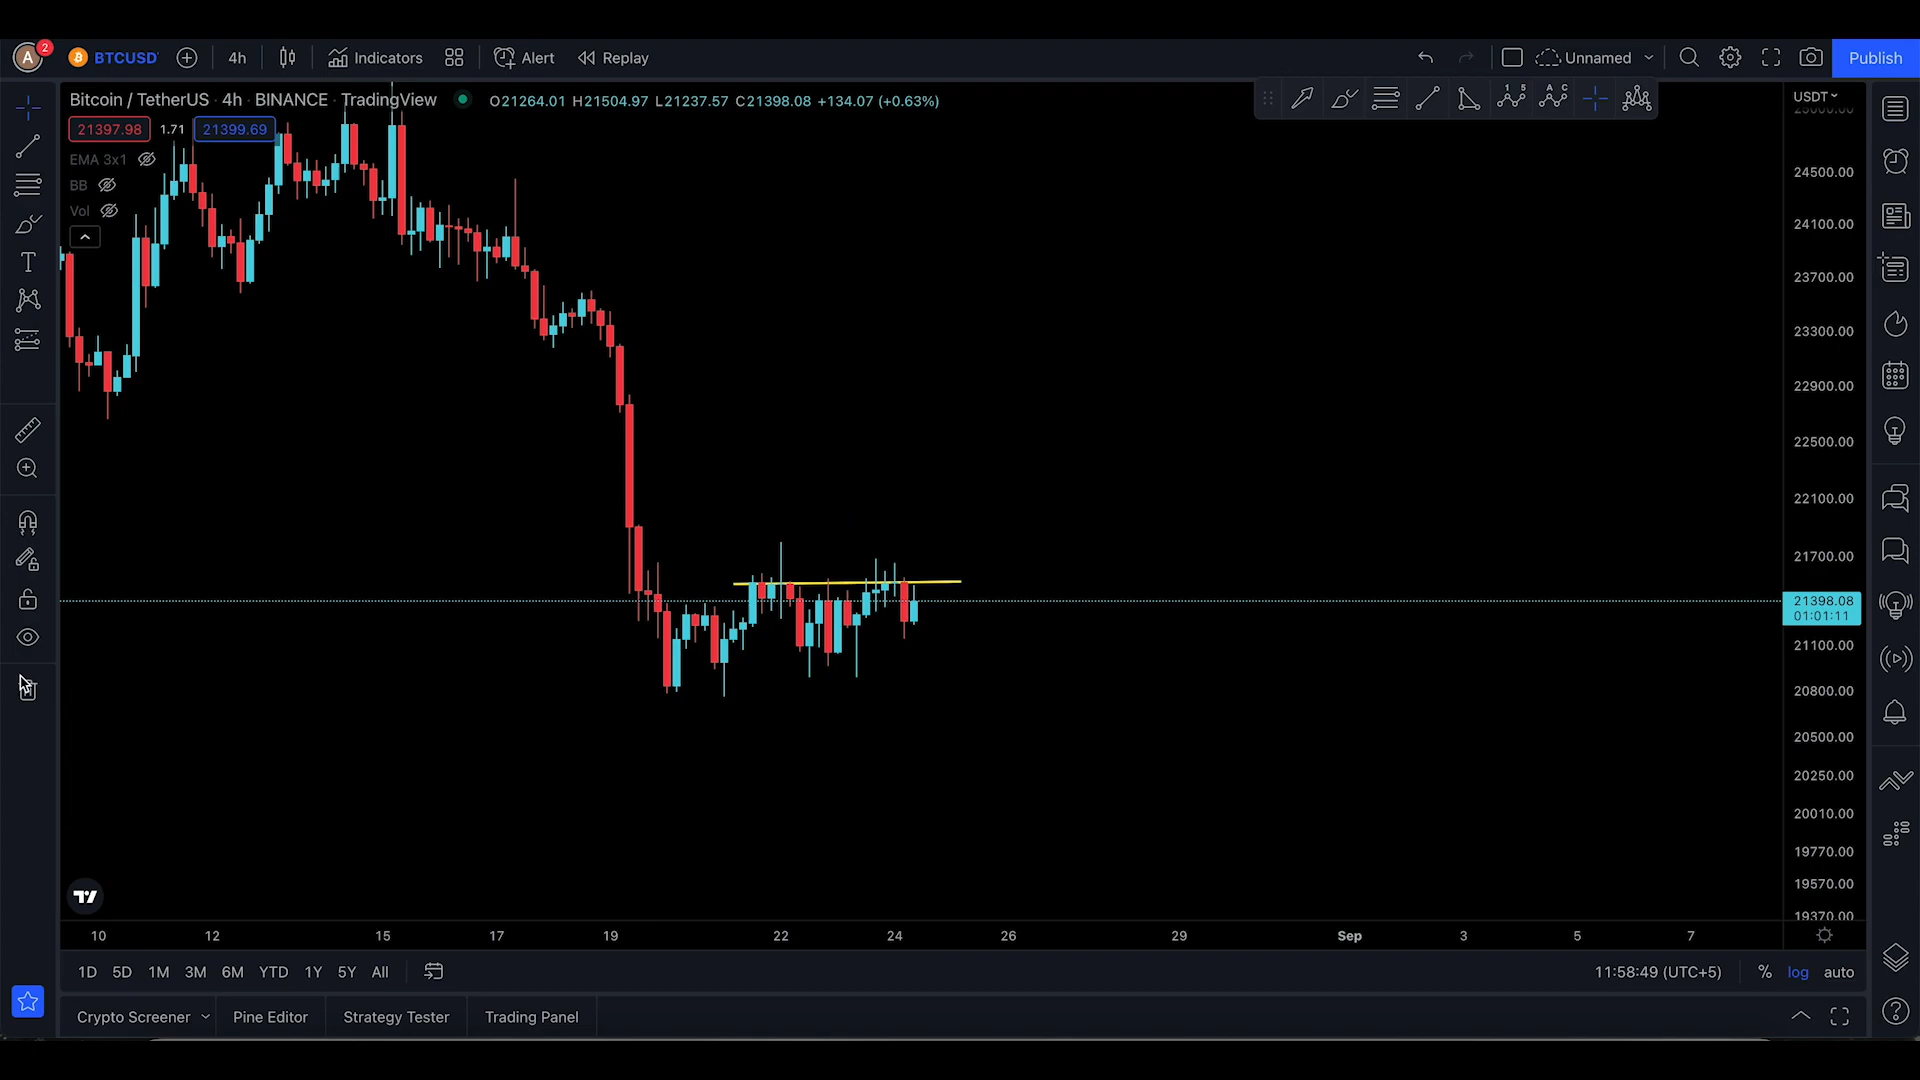 A 2 BTCUSD' 4h Indicators Alert Replay Unnamed Publish
Bitcoin / TetherUS · 4h · BINANCE · TradingView O21264.01 H21504.97 L21237.57 C21398.08 +134.07 (+0.63%)
USDT
21397.98 1.71 21399.69
EMA 3x1
BB
Vol
24500.00
24100.00
23700.00
23300.00
22900.00
22500.00
22100.00
21700.00
21398.08
01:01:11
21100.00
20800.00
20500.00
20250.00
20010.00
19770.00
19570.00
19370.00
10 12 15 17 19 22 24 26 29 Sep 3 5 7
1D 5D 1M 3M 6M YTD 1Y 5Y All 11:58:49 (UTC+5) % log auto
Crypto Screener Pine Editor Strategy Tester Trading Panel